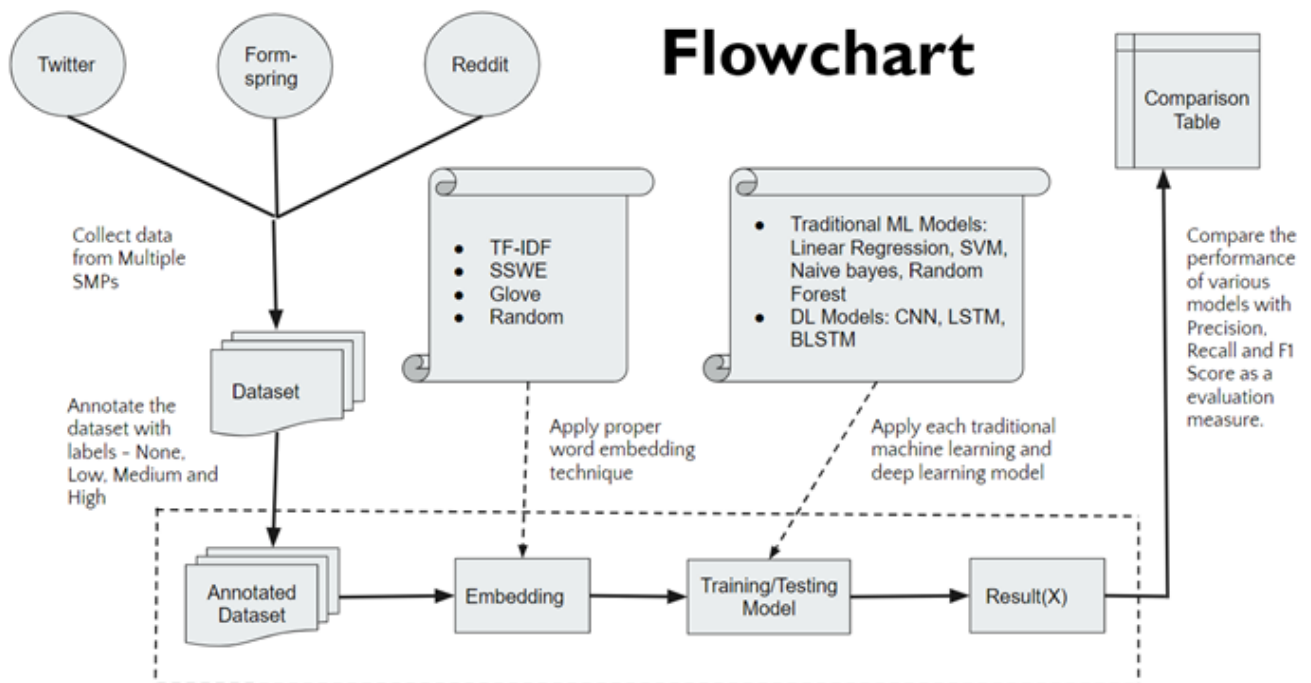 Flowchart
Twitter
Form-
spring
Reddit
Comparison
Table
Collect data
from Multiple
SMPs
● TF-IDF
● SSWE
● Glove
● Random
● Traditional ML Models:
Linear Regression, SVM,
Naive bayes, Random
Forest
● DL Models: CNN, LSTM,
BLSTM
Compare the
performance
of various
models with
Precision,
Recall and F1
Score as a
evaluation
measure.
Dataset
Annotate the
dataset with
labels - None,
Low, Medium and
High
Apply proper
word embedding
technique
Apply each traditional
machine learning and
deep learning model
Annotated
Dataset
Embedding
Training/Testing
Model
Result(X)